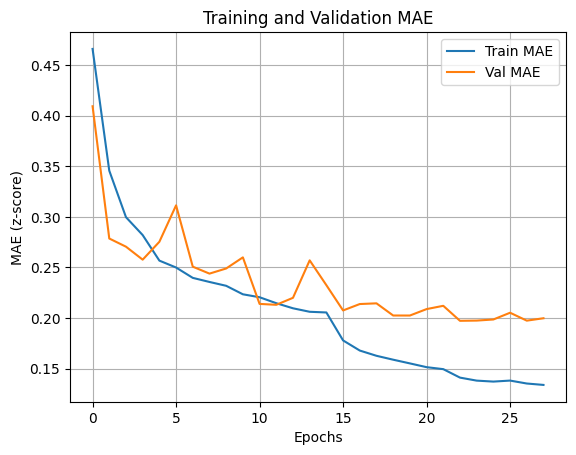 Training and Validation MAE
Train MAE
Val MAE
MAE (z-score)
0.45
0.40
0.35
0.30
0.25
0.20
0.15
0 5 10 15 20 25
Epochs